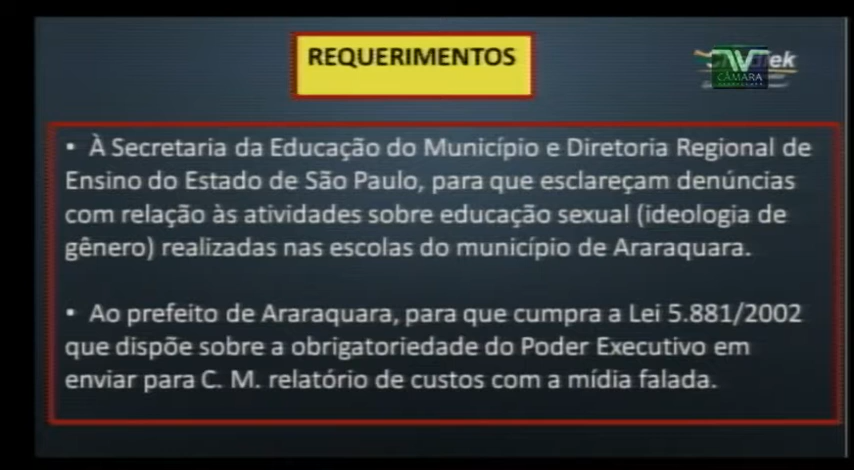 REQUERIMENTOS
TV
CÂMARA
• À Secretaria da Educação do Município e Diretoria Regional de
Ensino do Estado de São Paulo, para que esclareçam denúncias
com relação às atividades sobre educação sexual (ideologia de
gênero) realizadas nas escolas do município de Araraquara.
• Ao prefeito de Araraquara, para que cumpra a Lei 5.881/2002
que dispõe sobre a obrigatoriedade do Poder Executivo em
enviar para C. M. relatório de custos com a mídia falada.